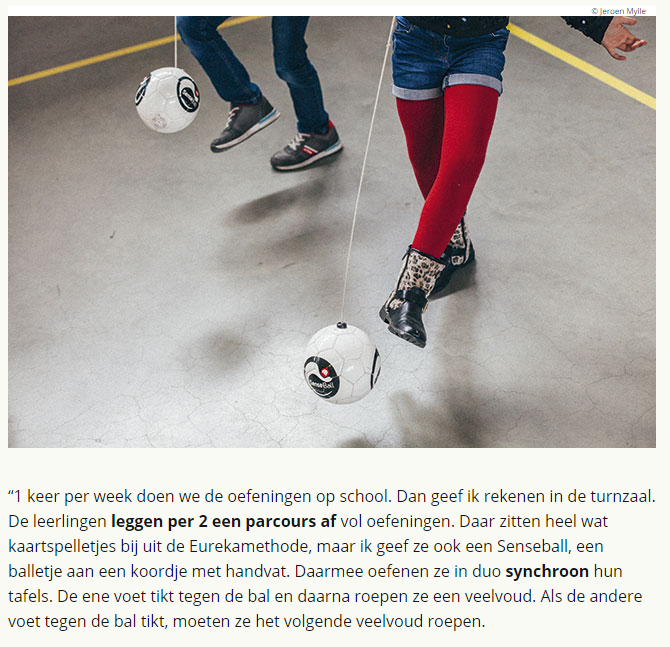 © Jeroen Mylle
SenseBall
“1 keer per week doen we de oefeningen op school. Dan geef ik rekenen in de turnzaal.
De leerlingen leggen per 2 een parcours af vol oefeningen. Daar zitten heel wat
kaartspelletjes bij uit de Eurekamethode, maar ik geef ze ook een Senseball, een
balletje aan een koordje met handvat. Daarmee oefenen ze in duo synchroon hun
tafels. De ene voet tikt tegen de bal en daarna roepen ze een veelvoud. Als de andere
voet tegen de bal tikt, moeten ze het volgende veelvoud roepen.